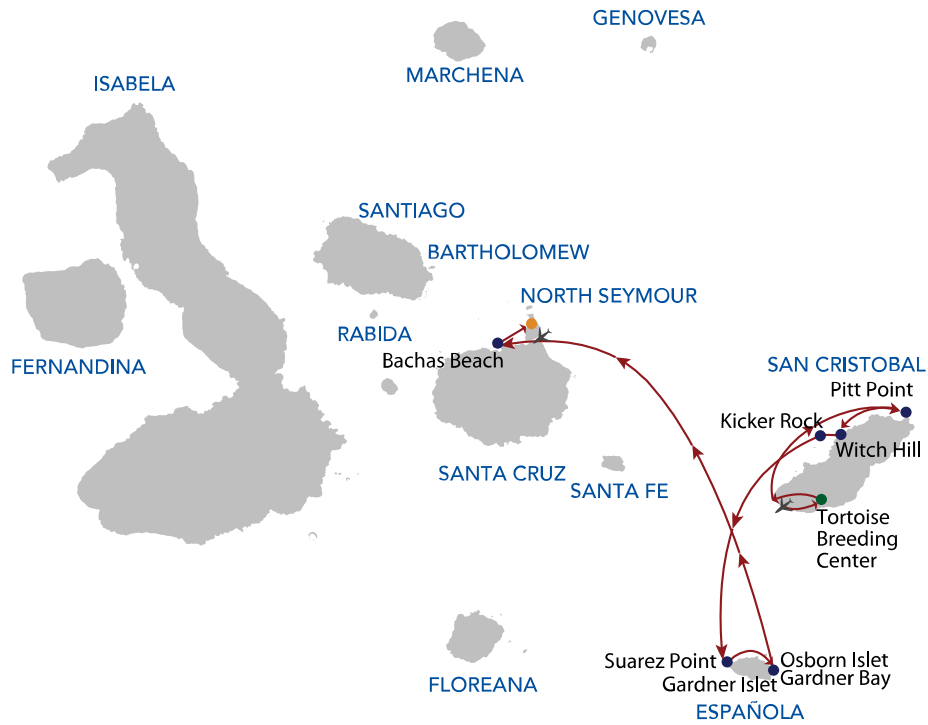 GENOVESA
MARCHENA
ISABELA
SANTIAGO
BARTHOLOMEW
NORTH SEYMOUR
RABIDA
Bachas Beach
FERNANDINA
SAN CRISTOBAL
Pitt Point
Kicker Rock
Witch Hill
SANTA CRUZ
SANTA FE
Tortoise
Breeding
Center
Suarez Point
Osborn Islet
Gardner Islet
Gardner Bay
FLOREANA
ESPAÑOLA